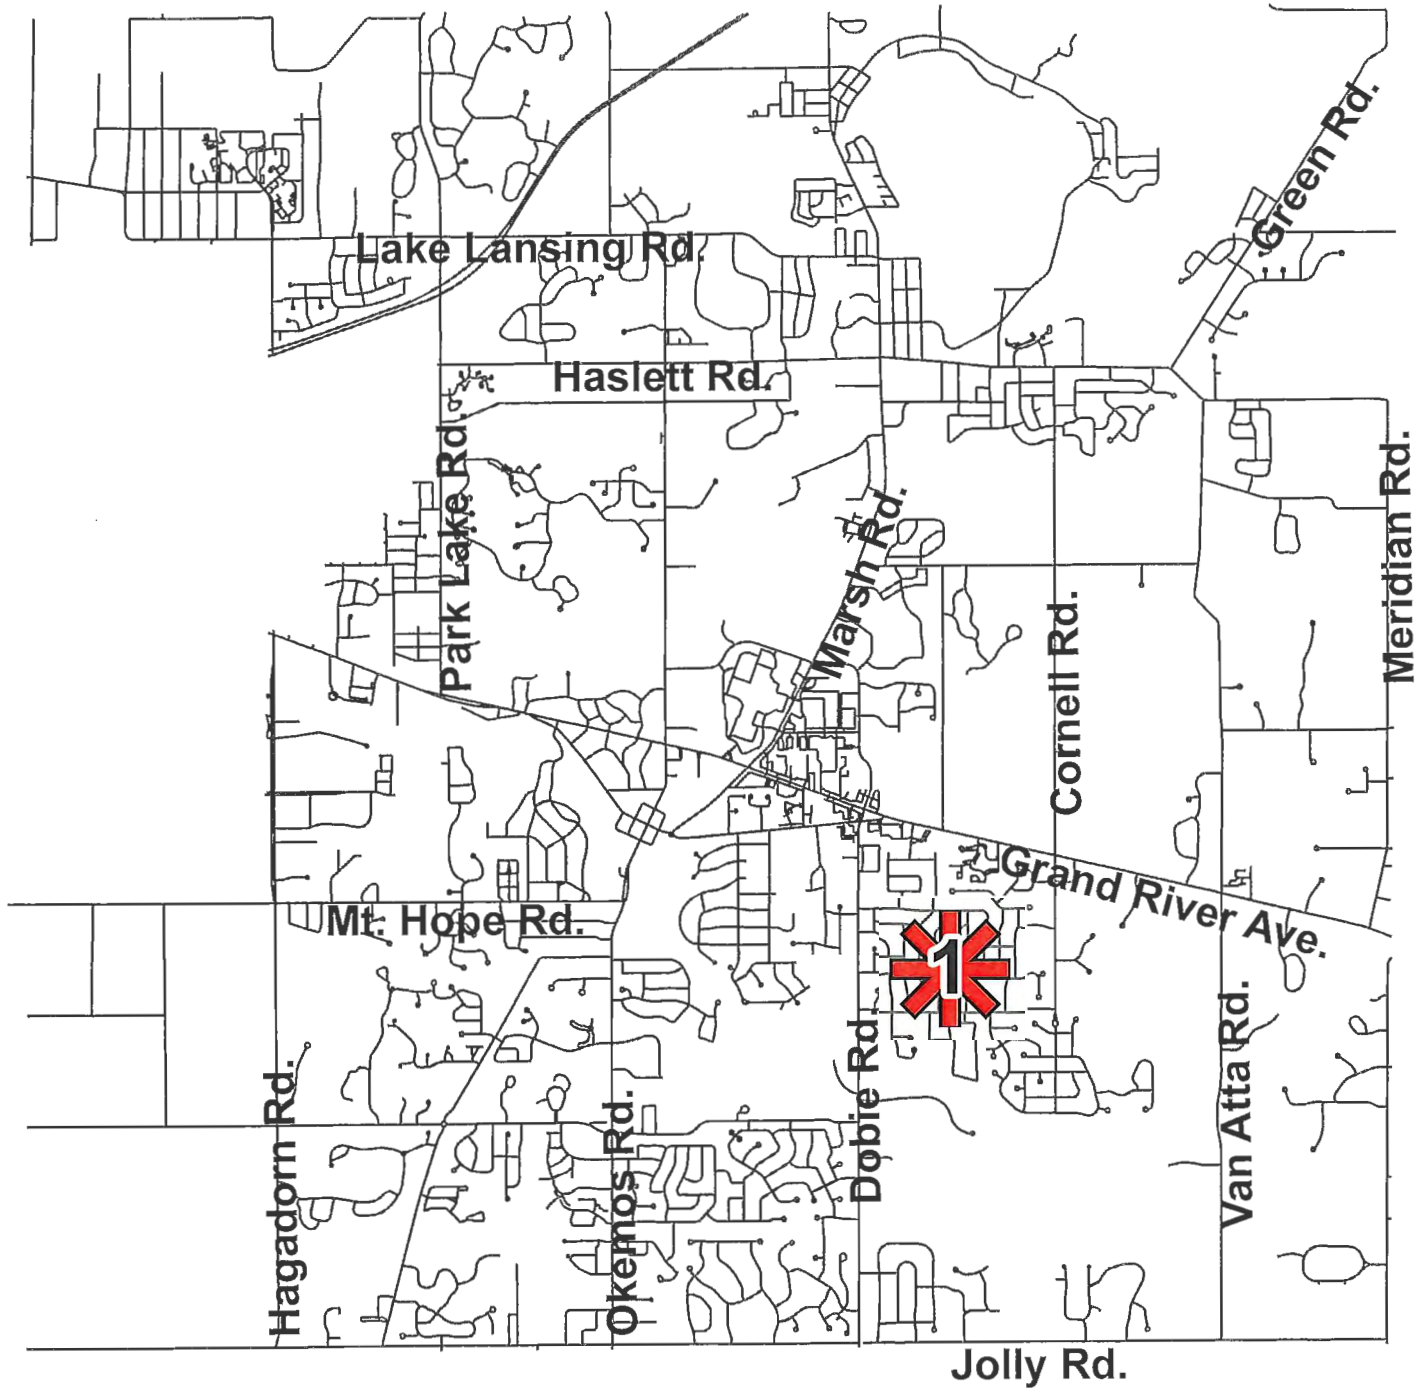 Green Rd.
Lake Lansing Rd.
Haslett Rd.
Park Lake Rd.
Marsh Rd.
Meridian Rd.
Cornell Rd.
Grand River Ave.
Mt. Hope Rd.
1
Hagadorn Rd.
Okemos Rd.
Dobie Rd.
Van Atta Rd.
Jolly Rd.